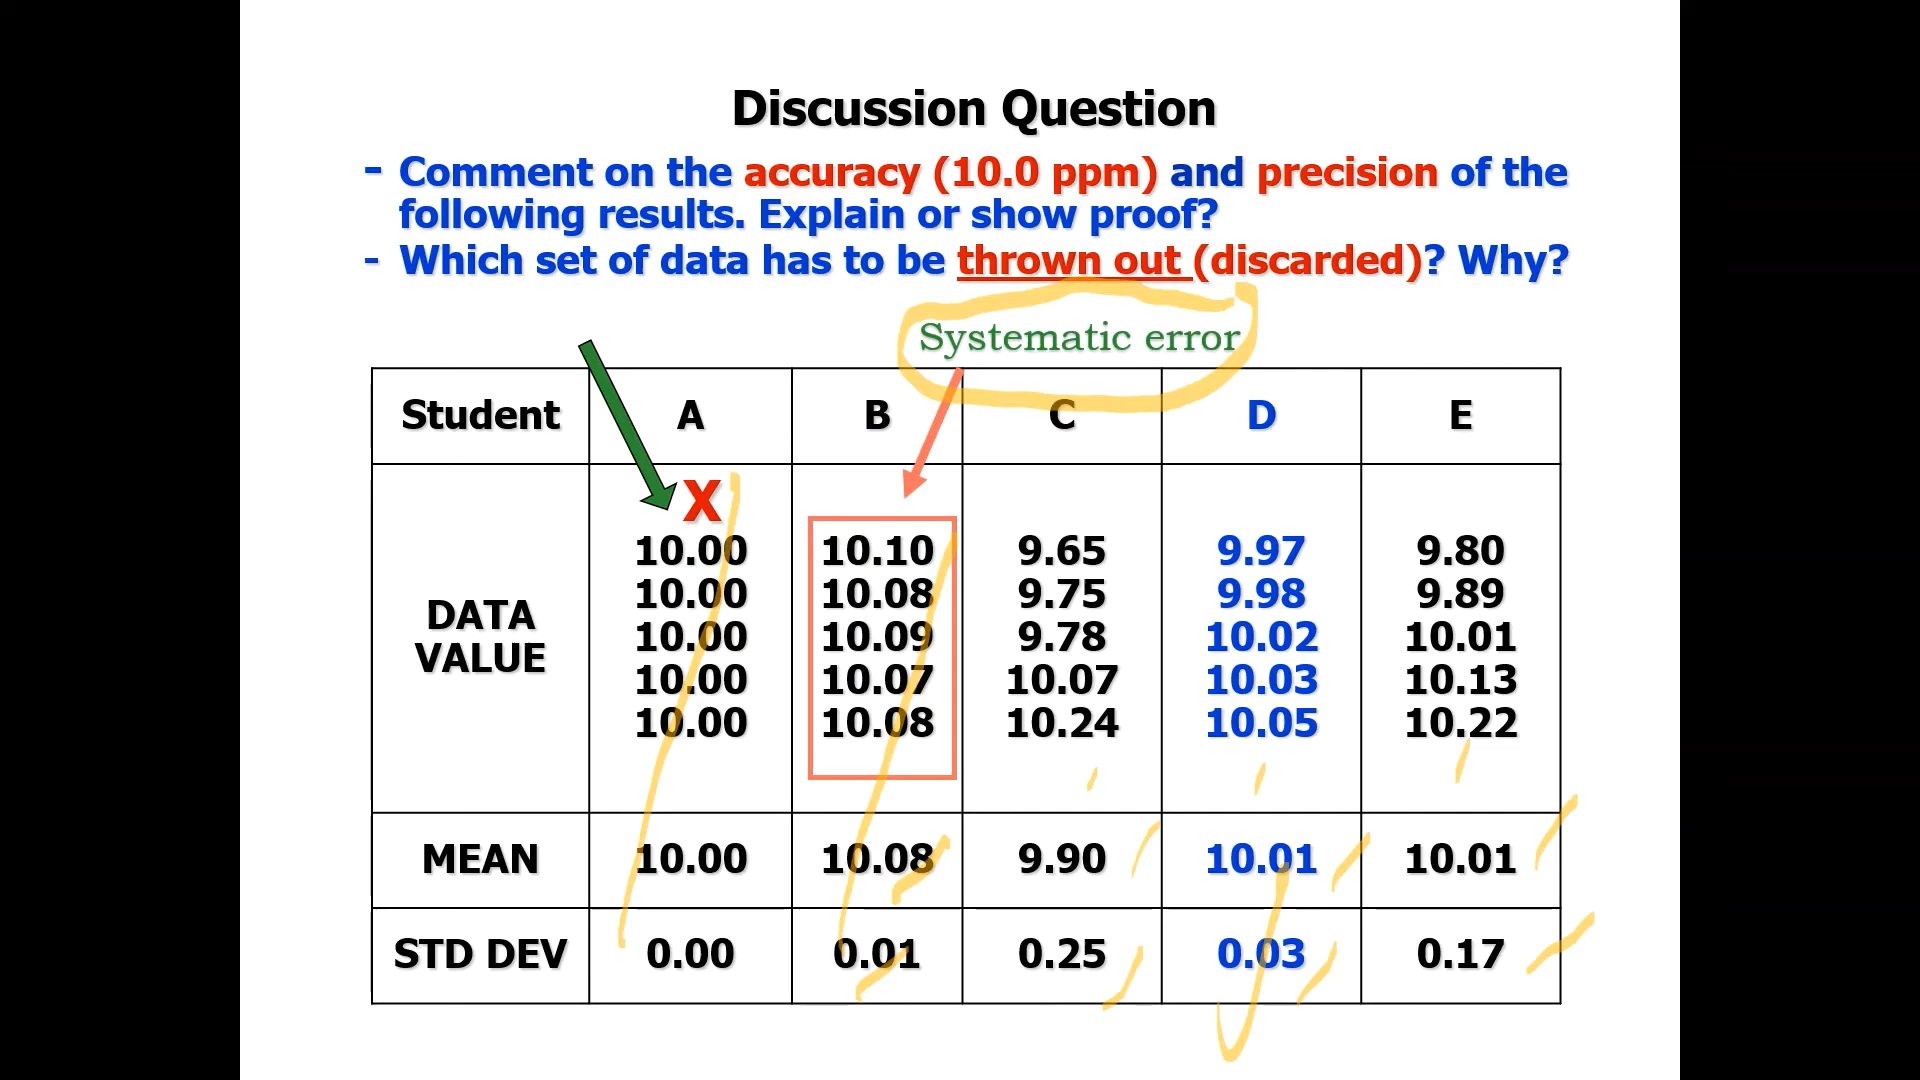 Discussion Question
- Comment on the accuracy (10.0 ppm) and precision of the
following results. Explain or show proof?
- Which set of data has to be thrown out (discarded)? Why?
Systematic error
Student A B C D E
X
10.00 10.10 9.65 9.97 9.80
10.00 10.08 9.75 9.98 9.89
DATA VALUE 10.00 10.09 9.78 10.02 10.01
10.00 10.07 10.07 10.03 10.13
10.00 10.08 10.24 10.05 10.22
MEAN 10.00 10.08 9.90 10.01 10.01
STD DEV 0.00 0.01 0.25 0.03 0.17